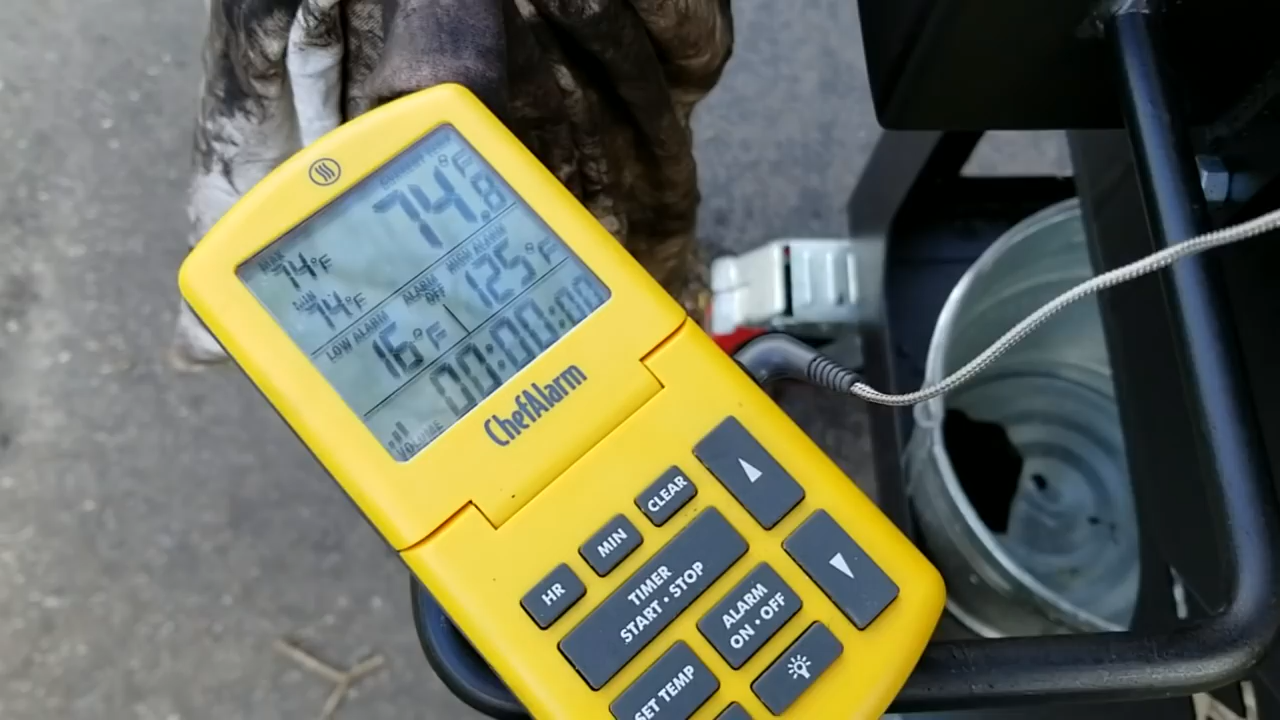 CURRENT TEMP
74.8°F
MAX 74°F
MIN 74°F
HIGH ALARM
ALARM OFF 125°F
LOW ALARM
16°F
00:00:00
VOLUME
ChefAlarm
HR MIN CLEAR
TIMER
START • STOP
ALARM
ON • OFF
SET TEMP